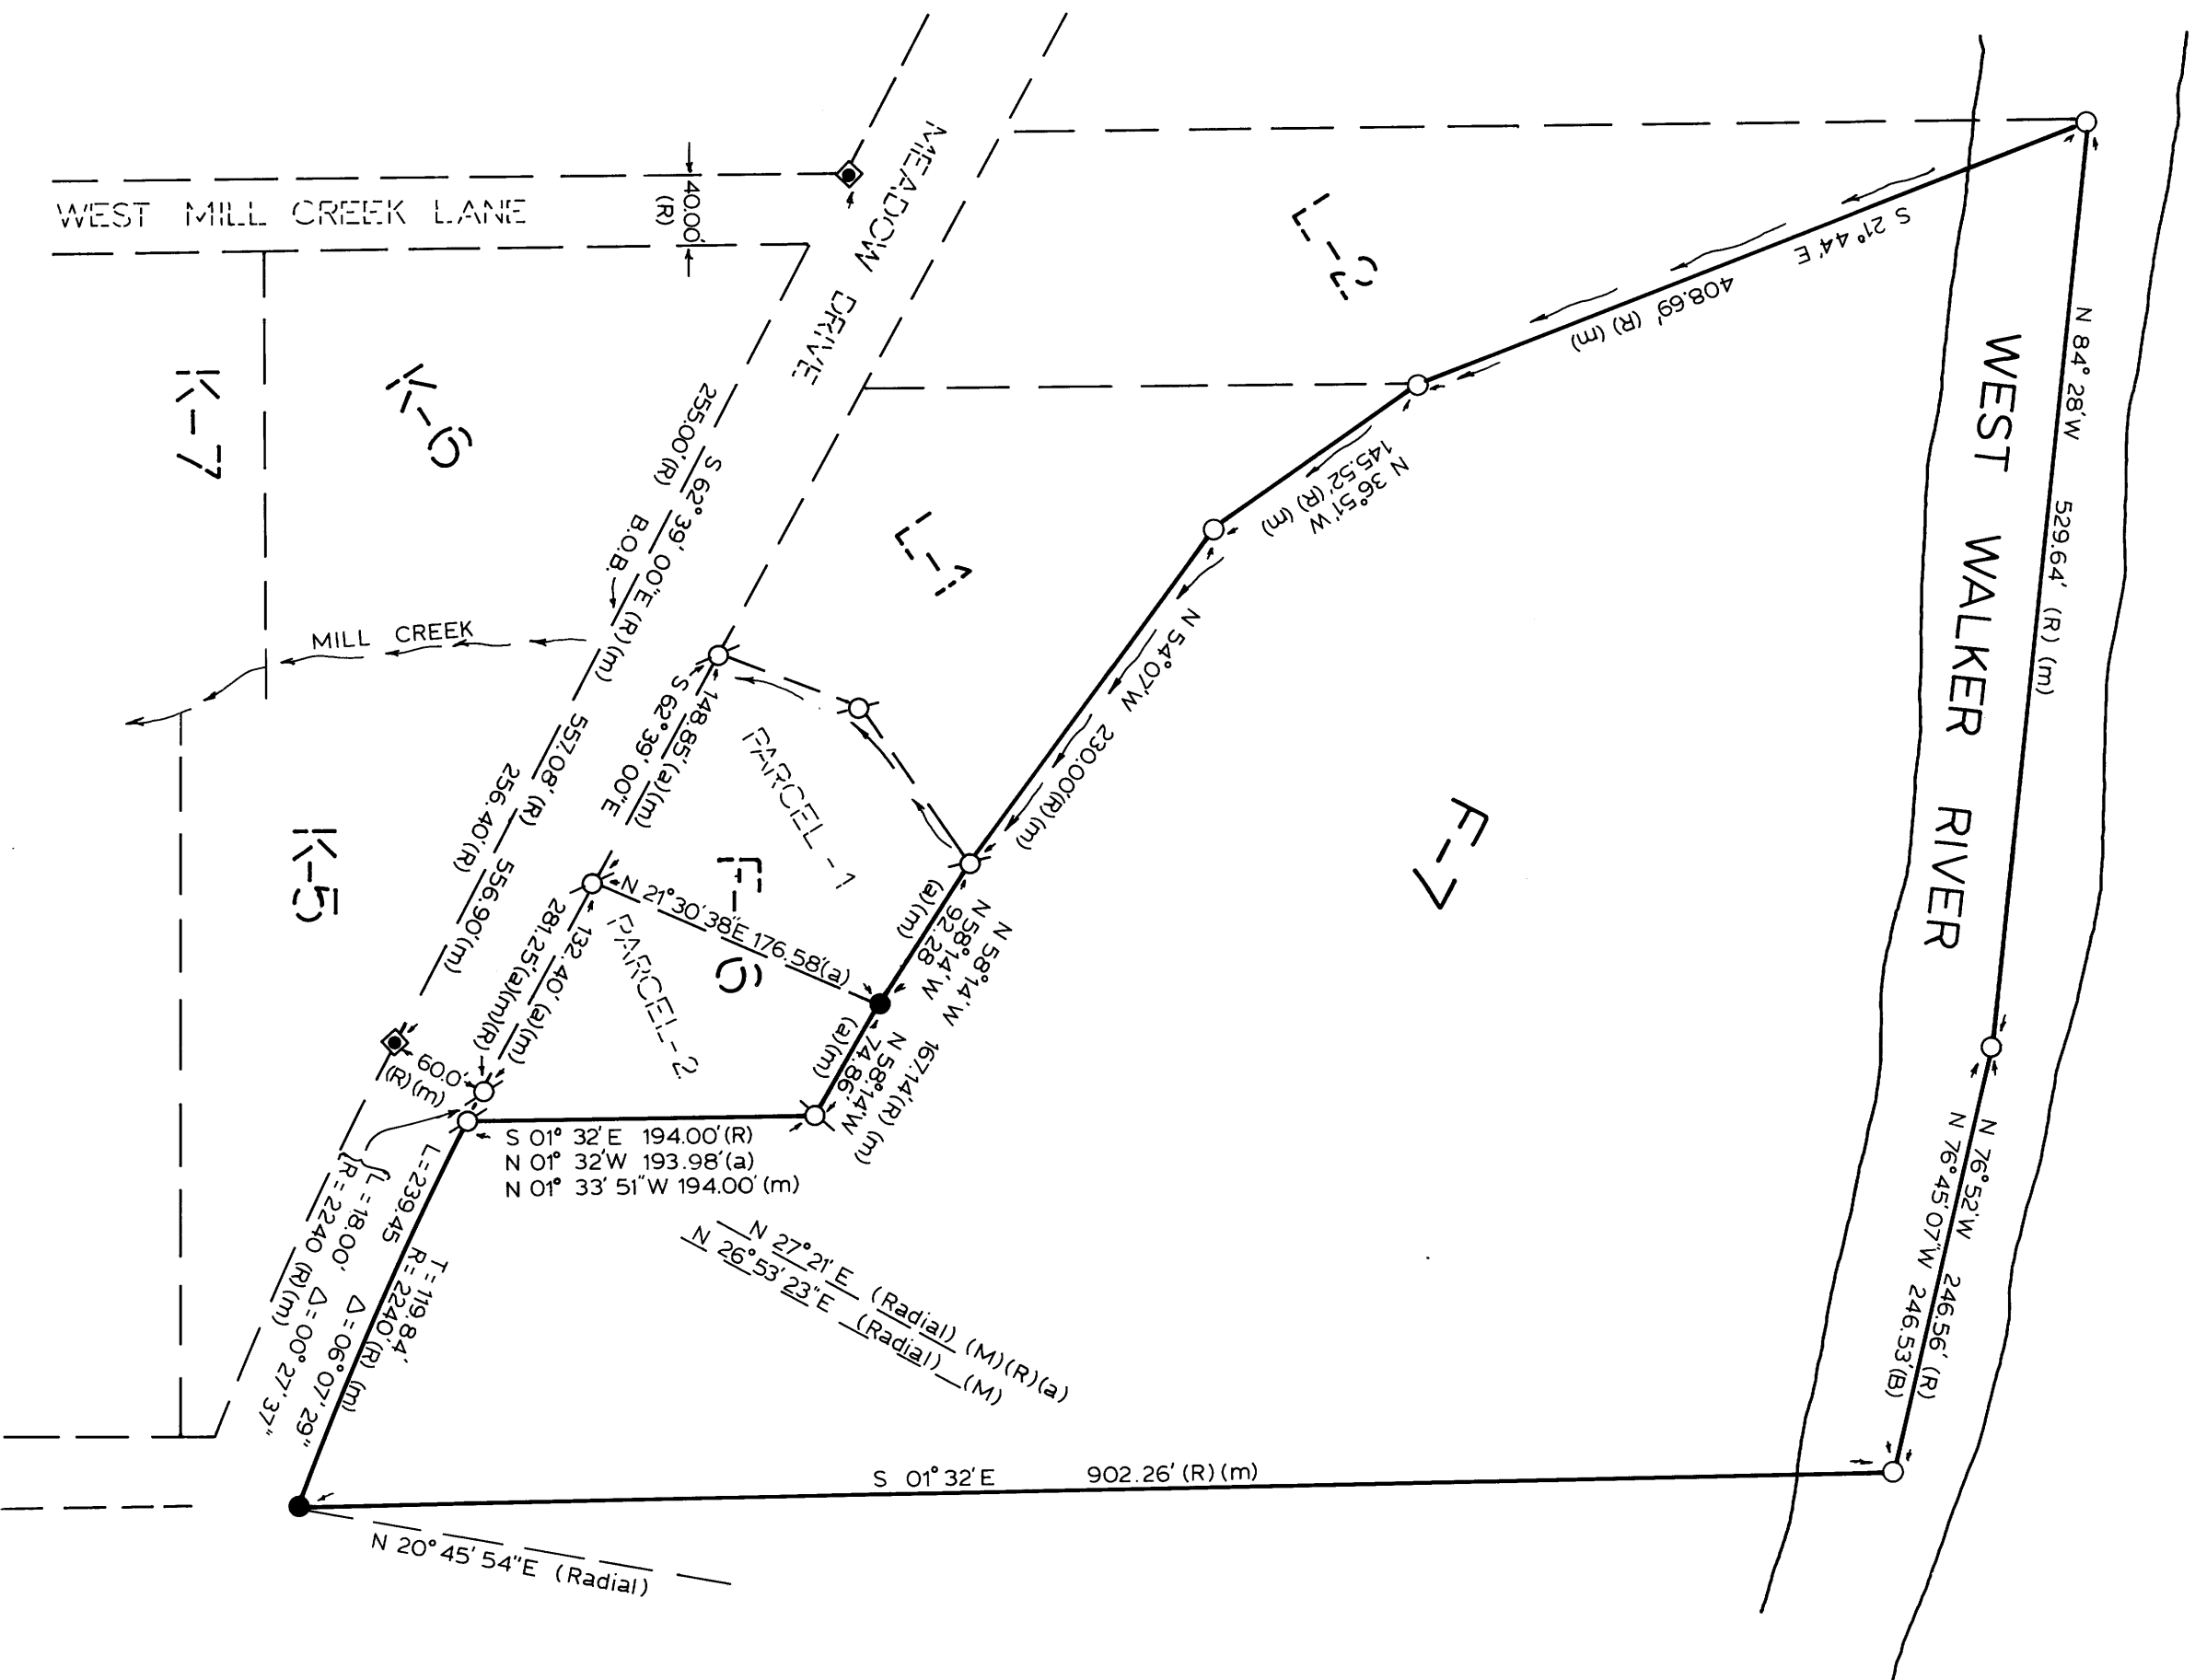 WEST MILL CREEK LANE
40.00'
(R)
MEADOW DRIVE
L-2
S 21° 44' E
408.69' (R) (m)
N 84° 28' W 529.64' (R) (m)
WEST WALKER RIVER
K-7
K-6
255.00' (R)
S 62° 39' 00" E (R) (m)
B.O.B.
N 36° 51' W
145.52' (R) (m)
L-1
MILL CREEK
N 54° 07' W 230.00' (R) (m)
148.85' (a) (m)
S 62° 39' 00" E
PARCEL-1
557.08' (R)
556.90' (m)
256.40' (R)
F-7
K-5
F-6
N 21° 30' 38" E 176.58' (a)
PARCEL-2
132.40' (a) (m)
281.25' (a) (m) (R)
N 58° 14' W 167.14' (R) (m)
N 58° 14' W
92.28
(a) (m)
N 58° 14' W
74.86'
(a) (m)
60.0'
(R) (m)
S 01° 32' E 194.00' (R)
N 01° 32' W 193.98' (a)
N 01° 33' 51" W 194.00' (m)
N 76° 52' W 246.56' (R)
N 76° 45' 07" W 246.53' (B)
T = 119.84'
R = 2240' (R) (m)
L = 239.45 Δ = 06° 07' 29"
L = 18.00' Δ = 00° 27' 37"
R = 2240 (R) (m)
N 27° 21' E (Radial) (M) (R) (a)
N 26° 53' 23" E (Radial) (M)
S 01° 32' E 902.26' (R) (m)
N 20° 45' 54" E (Radial)